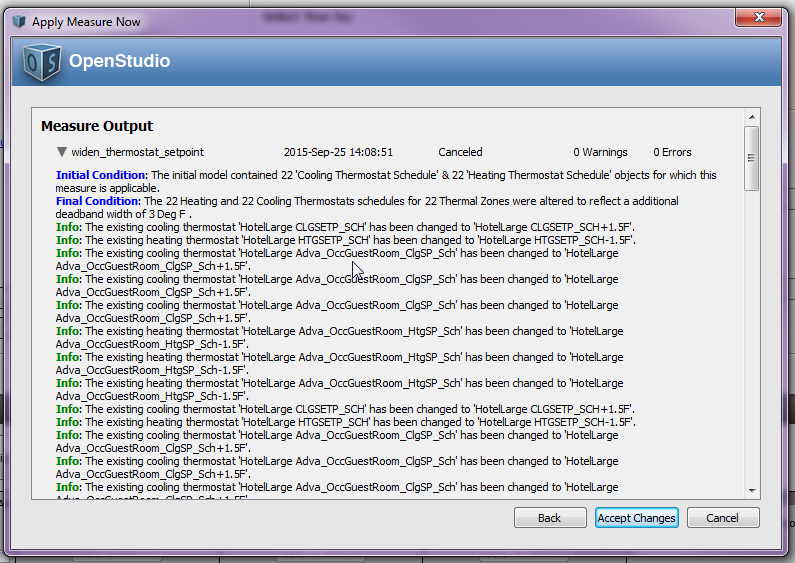 Apply Measure Now
OS OpenStudio
Measure Output
widen_thermostat_setpoint 2015-Sep-25 14:08:51 Canceled 0 Warnings 0 Errors
Initial Condition: The initial model contained 22 'Cooling Thermostat Schedule' & 22 'Heating Thermostat Schedule' objects for which this
measure is applicable.
Final Condition: The 22 Heating and 22 Cooling Thermostats schedules for 22 Thermal Zones were altered to reflect a additional
deadband width of 3 Deg F .
Info: The existing cooling thermostat 'HotelLarge CLGSETP_SCH' has been changed to 'HotelLarge CLGSETP_SCH+1.5F'.
Info: The existing heating thermostat 'HotelLarge HTGSETP_SCH' has been changed to 'HotelLarge HTGSETP_SCH-1.5F'.
Info: The existing cooling thermostat 'HotelLarge Adva_OccGuestRoom_ClgSP_Sch' has been changed to 'HotelLarge
Adva_OccGuestRoom_ClgSP_Sch+1.5F'.
Info: The existing cooling thermostat 'HotelLarge Adva_OccGuestRoom_ClgSP_Sch' has been changed to 'HotelLarge
Adva_OccGuestRoom_ClgSP_Sch+1.5F'.
Info: The existing cooling thermostat 'HotelLarge Adva_OccGuestRoom_ClgSP_Sch' has been changed to 'HotelLarge
Adva_OccGuestRoom_ClgSP_Sch+1.5F'.
Info: The existing heating thermostat 'HotelLarge Adva_OccGuestRoom_HtgSP_Sch' has been changed to 'HotelLarge
Adva_OccGuestRoom_HtgSP_Sch-1.5F'.
Info: The existing heating thermostat 'HotelLarge Adva_OccGuestRoom_HtgSP_Sch' has been changed to 'HotelLarge
Adva_OccGuestRoom_HtgSP_Sch-1.5F'.
Info: The existing heating thermostat 'HotelLarge Adva_OccGuestRoom_HtgSP_Sch' has been changed to 'HotelLarge
Adva_OccGuestRoom_HtgSP_Sch-1.5F'.
Info: The existing cooling thermostat 'HotelLarge CLGSETP_SCH' has been changed to 'HotelLarge CLGSETP_SCH+1.5F'.
Info: The existing heating thermostat 'HotelLarge HTGSETP_SCH' has been changed to 'HotelLarge HTGSETP_SCH-1.5F'.
Info: The existing cooling thermostat 'HotelLarge Adva_OccGuestRoom_ClgSP_Sch' has been changed to 'HotelLarge
Adva_OccGuestRoom_ClgSP_Sch+1.5F'.
Info: The existing cooling thermostat 'HotelLarge Adva_OccGuestRoom_ClgSP_Sch' has been changed to 'HotelLarge
Adva_OccGuestRoom_ClgSP_Sch+1.5F'.
Info: The existing cooling thermostat 'HotelLarge Adva_OccGuestRoom_ClgSP_Sch' has been changed to 'HotelLarge
Adva_OccGuestRoom_ClgSP_Sch+1.5F'.
Back Accept Changes Cancel